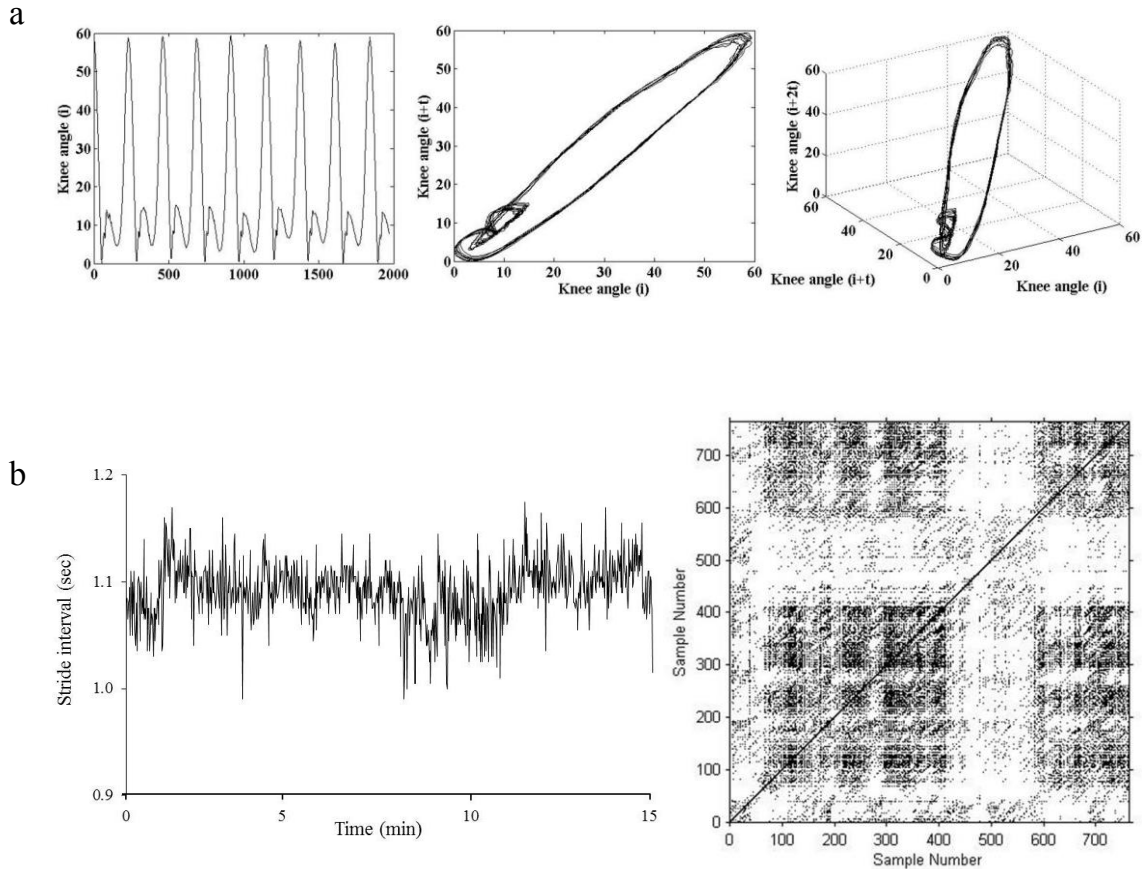 a
Knee angle (i)
60
50
40
30
20
10
0
0 500 1000 1500 2000
Knee angle (i+t)
60
50
40
30
20
10
0
0 10 20 30 40 50 60
Knee angle (i)
Knee angle (i+2t)
60
40
20
0
60
40
20
0
0
20
40
60
Knee angle (i+t)
Knee angle (i)
b
Stride interval (sec)
1.2
1.10
1.0
0.9
0 5 10 15
Time (min)
Sample Number
700
600
500
400
300
200
100
0
0 100 200 300 400 500 600 700
Sample Number